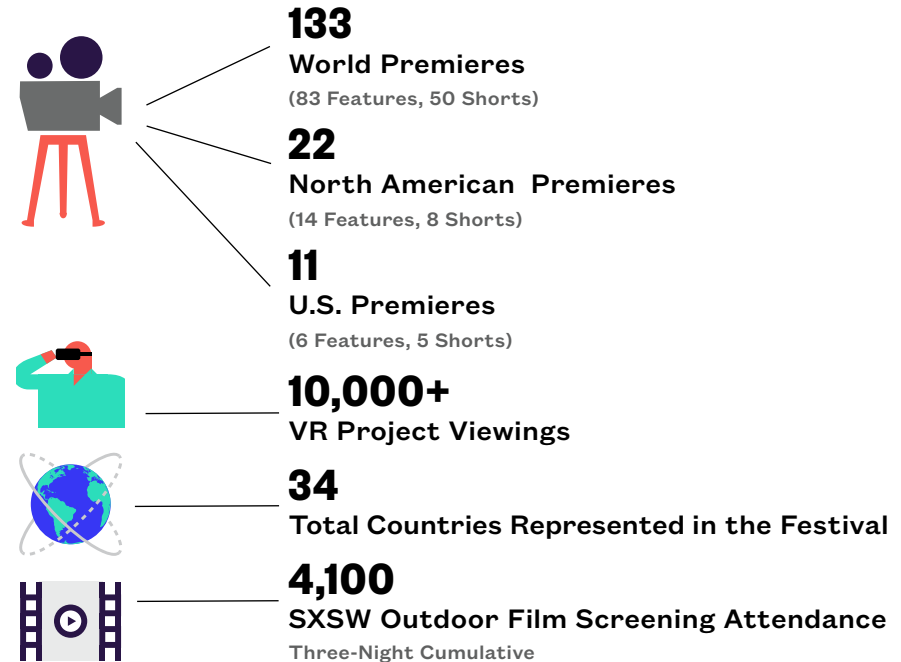 133
World Premieres
(83 Features, 50 Shorts)
22
North American  Premieres
(14 Features, 8 Shorts)
11
U.S. Premieres
(6 Features, 5 Shorts)
10,000+
VR Project Viewings
34
Total Countries Represented in the Festival
4,100
SXSW Outdoor Film Screening Attendance
Three-Night Cumulative